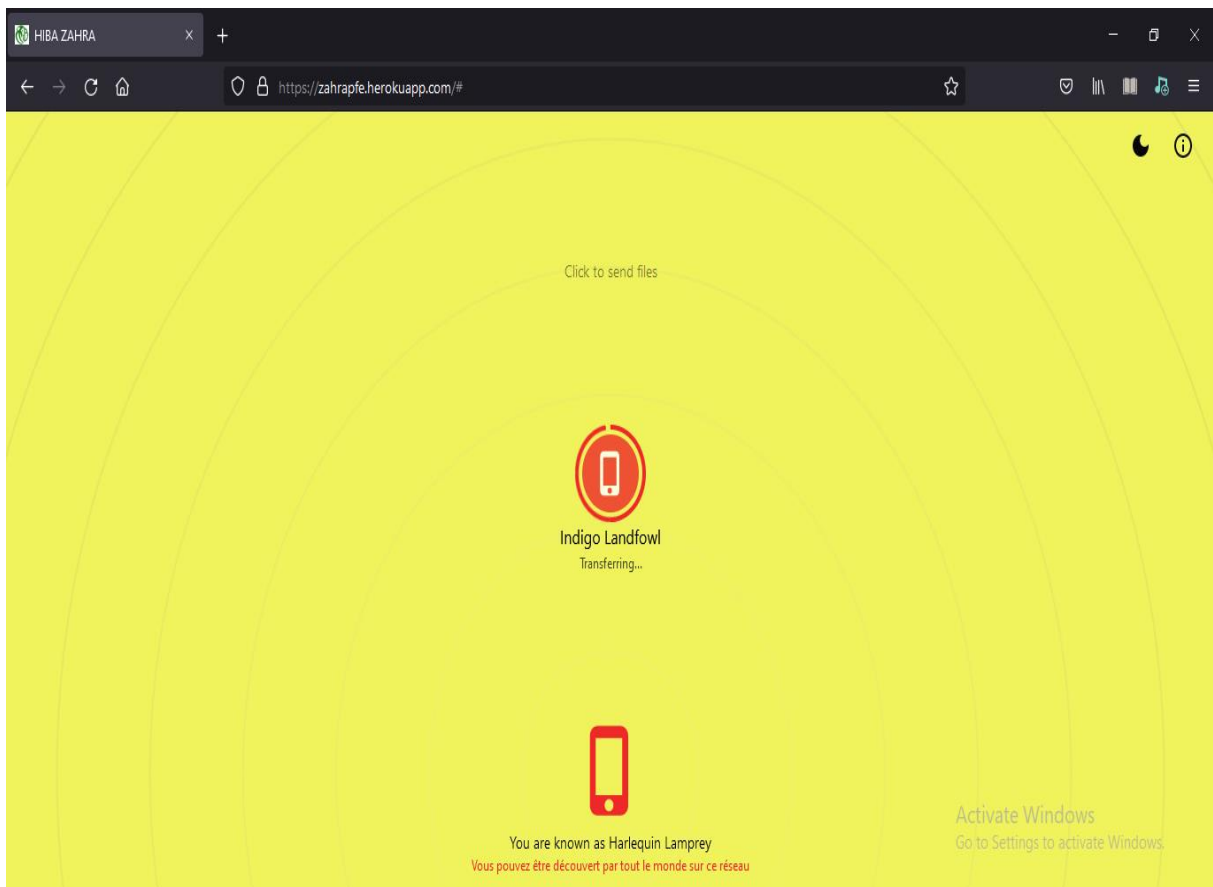 HIBA ZAHRA
https://zahrapfe.herokuapp.com/#
Click to send files
Indigo Landfowl
Transferring...
You are known as Harlequin Lamprey
Vous pouvez être découvert par tout le monde sur ce réseau
Activate Windows
Go to Settings to activate Windows.